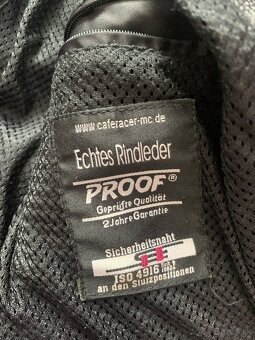 www.caferacer-mc.de
Echtes Rindleder
PROOF®
Geprüfte Qualität
2 Jahre Garantie
Sicherheitsnaht
ISO 4916
an den Sturzpositionen